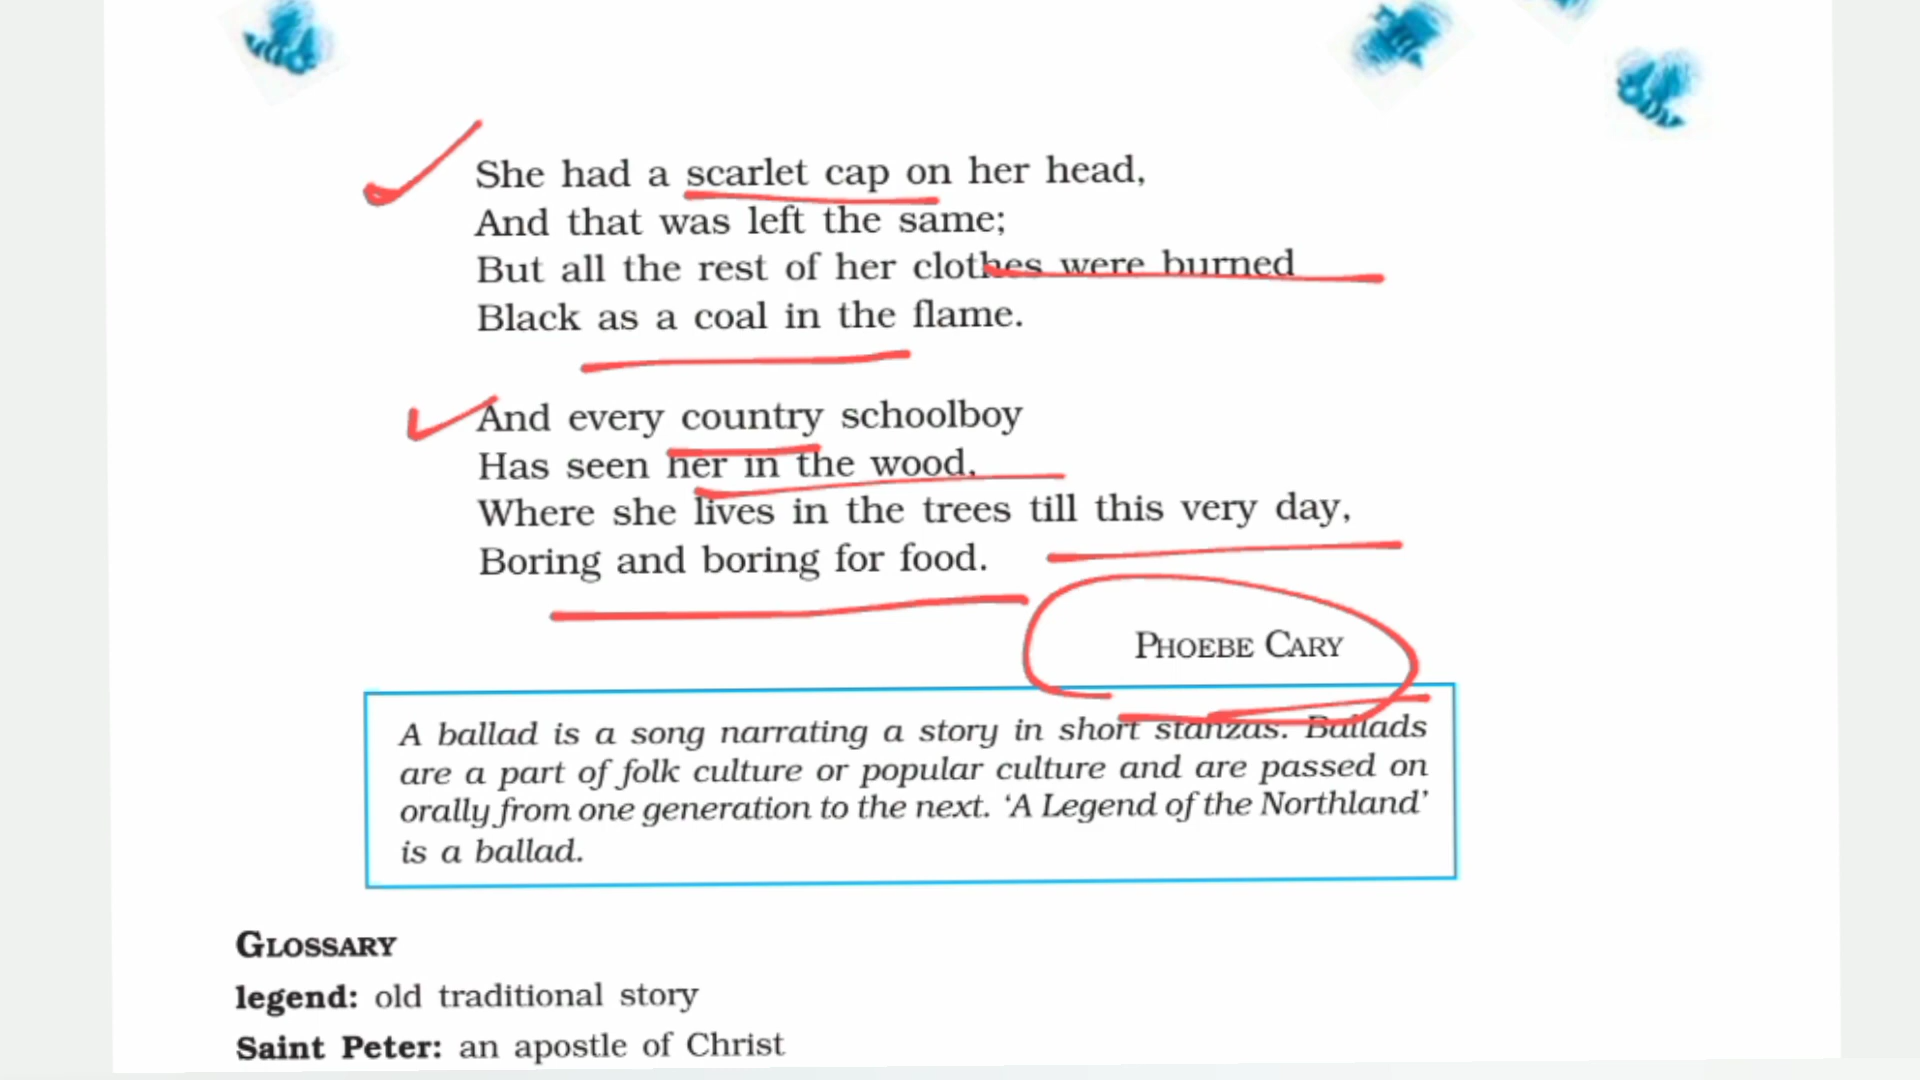 She had a scarlet cap on her head,
And that was left the same;
But all the rest of her clothes were burned
Black as a coal in the flame.
And every country schoolboy
Has seen her in the wood,
Where she lives in the trees till this very day,
Boring and boring for food.
PHOEBE CARY
A ballad is a song narrating a story in short stanzas. Ballads
are a part of folk culture or popular culture and are passed on
orally from one generation to the next. ‘A Legend of the Northland’
is a ballad.
GLOSSARY
legend: old traditional story
Saint Peter: an apostle of Christ